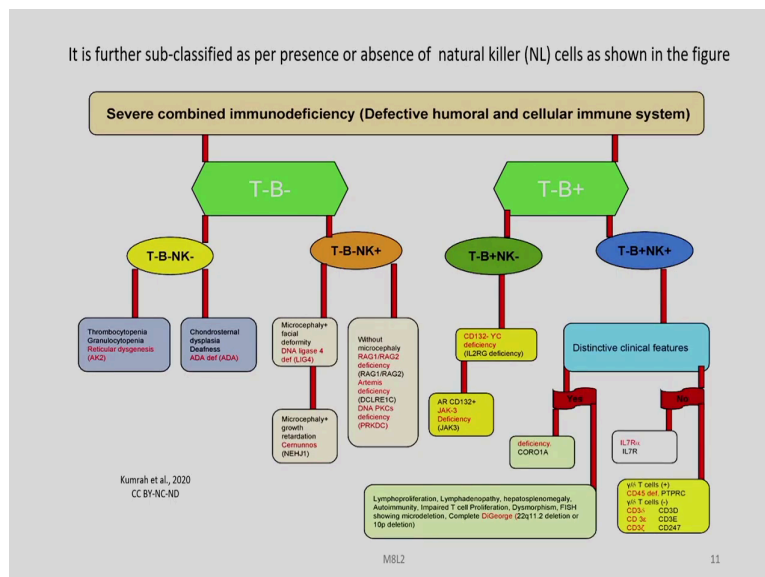 It is further sub-classified as per presence or absence of natural killer (NL) cells as shown in the figure
Severe combined immunodeficiency (Defective humoral and cellular immune system)
T-B-
T-B+
T-B-NK-
T-B-NK+
T-B+NK-
T-B+NK+
Thrombocytopenia
Granulocytopenia
Reticular dysgenesis
(AK2)
Chondrosternal
dysplasia
Deafness
ADA def (ADA)
Microcephaly+
facial
deformity
DNA ligase 4
def (LIG4)
Microcephaly+
growth
retardation
Cernunnos
(NEHJ1)
Without
microcephaly
RAG1/RAG2
deficiency
(RAG1/RAG2)
Artemis
deficiency
(DCLRE1C)
DNA PKCs
deficiency
(PRKDC)
CD132- YC
deficiency
(IL2RG deficiency)
AR CD132+
JAK-3
Deficiency
(JAK3)
Distinctive clinical features
Yes
No
deficiency.
CORO1A
IL7Rα
IL7R
Lymphoproliferation, Lymphadenopathy, hepatosplenomegaly,
Autoimmunity, Impaired T cell Proliferation, Dysmorphism, FISH
showing microdeletion, Complete DiGeorge (22q11.2 deletion or
10p deletion)
T cells (+)
CD45 def. PTPRC
T cells (-)
CD3δ CD3D
CD 3ε CD3E
CD3ζ CD247
Kumrah et al., 2020
CC BY-NC-ND
M8L2
11